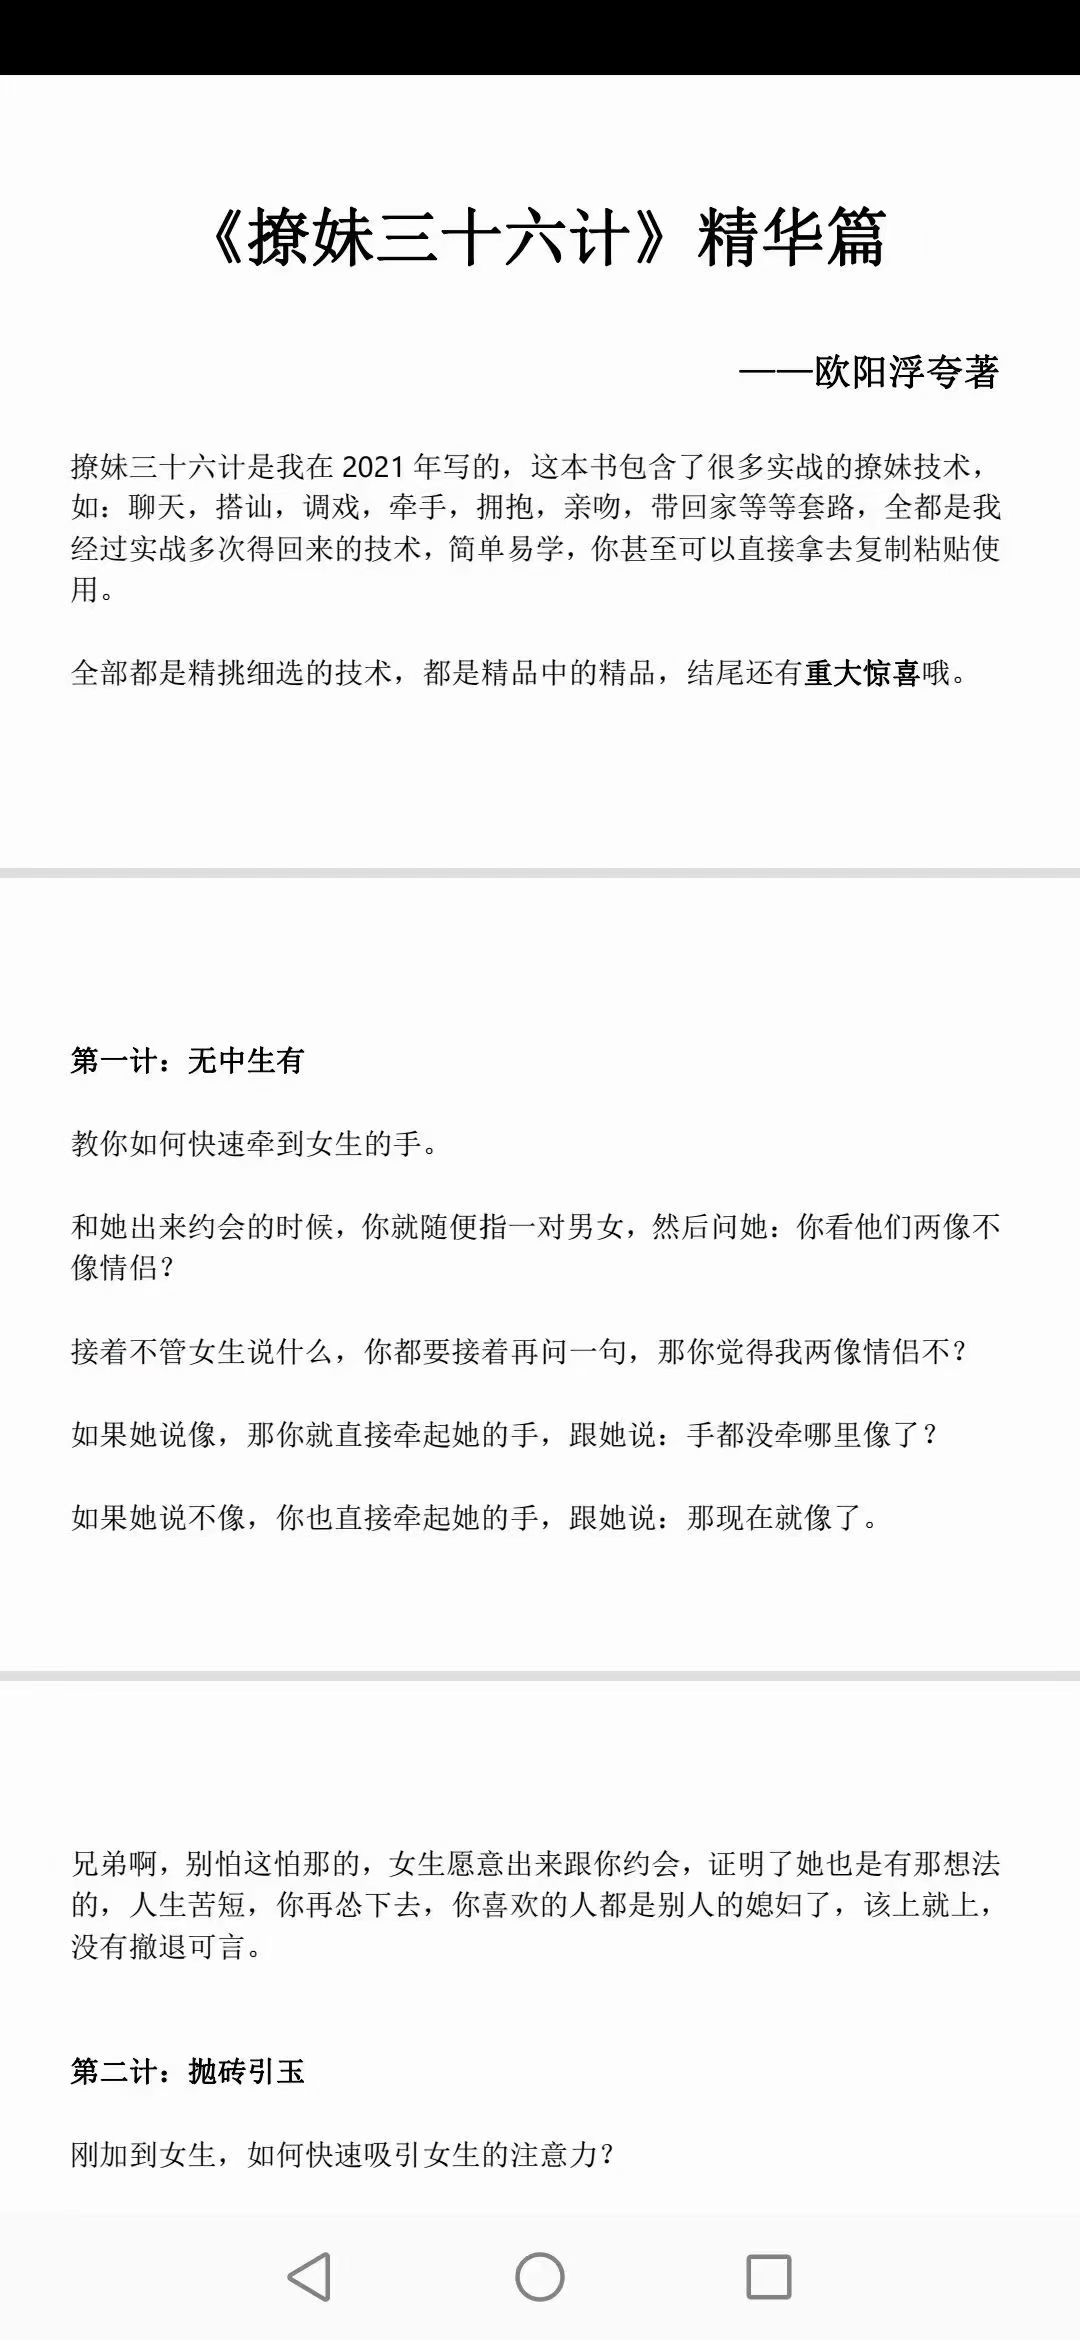 《撩妹三十六计》精华篇
——欧阳浮夸著
撩妹三十六计是我在 2021 年写的，这本书包含了很多实战的撩妹技术，
如：聊天，搭讪，调戏，牵手，拥抱，亲吻，带回家等等套路，全都是我
经过实战多次得回来的技术，简单易学，你甚至可以直接拿去复制粘贴使
用。
全部都是精挑细选的技术，都是精品中的精品，结尾还有重大惊喜哦。
第一计：无中生有
教你如何快速牵到女生的手。
和她出来约会的时候，你就随便指一对男女，然后问她：你看他们两像不
像情侣？
接着不管女生说什么，你都要接着再问一句，那你觉得我两像情侣不？
如果她说像，那你就直接牵起她的手，跟她说：手都没牵哪里像了？
如果她说不像，你也直接牵起她的手，跟她说：那现在就像了。
兄弟啊，别怕这怕那的，女生愿意出来跟你约会，证明了她也是有那想法
的，人生苦短，你再怂下去，你喜欢的人都是别人的媳妇了，该上就上，
没有撤退可言。
第二计：抛砖引玉
刚加到女生，如何快速吸引女生的注意力？